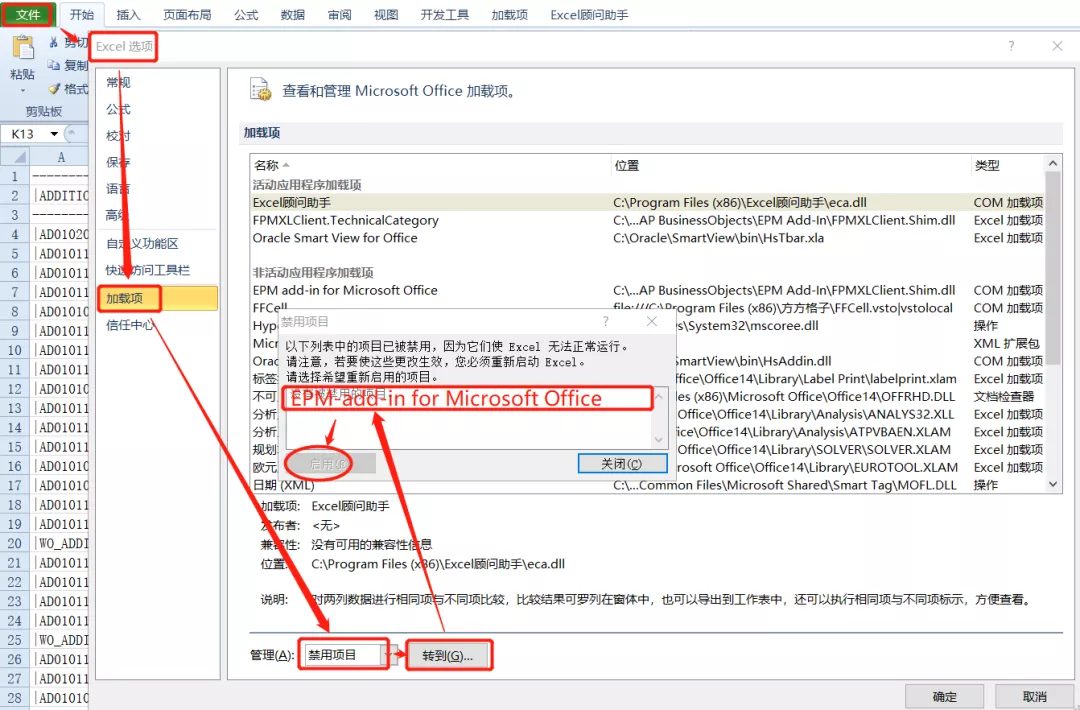 文件 开始 插入 页面布局 公式 数据 审阅 视图 开发工具 加载项 Excel顾问助手
剪切
复制
粘贴
格式
剪贴板
K13
A
1
2 |ADDITIO
3
4 |AD01020
5 |AD01011
6 |AD01011
7 |AD01011
8 |AD01010
9 |AD01011
10 |AD01011
11 |AD01011
12 |AD01010
13 |AD01011
14 |AD01011
15 |AD01011
16 |AD01010
17 |AD01010
18 |AD01011
19 |AD01011
20 |WO_ADDI
21 |AD01011
22 |AD01011
23 |AD01011
24 |AD01011
25 |WO_ADDI
26 |AD01011
27 |AD01011
28 |AD01010
Excel 选项
?
常规
公式
校对
保存
语言
高级
自定义功能区
快速访问工具栏
加载项
信任中心
查看和管理 Microsoft Office 加载项。
加载项
名称 位置 类型
活动应用程序加载项
Excel顾问助手 C:\Program Files (x86)\Excel顾问助手\eca.dll COM 加载项
FPMXLClient.TechnicalCategory C:\...AP BusinessObjects\EPM Add-In\FPMXLClient.Shim.dll Excel 加载项
Oracle Smart View for Office C:\Oracle\SmartView\bin\HsTbar.xla Excel 加载项
非活动应用程序加载项
EPM add-in for Microsoft Office C:\...AP BusinessObjects\EPM Add-In\FPMXLClient.Shim.dll COM 加载项
FFCell file:///C:\Program Files (x86)\方方格子\FFCell.vsto|vstolocal COM 加载项
Hype s\System32\mscoree.dll 操作
Micr XML 扩展包
Orac SmartView\bin\HsAddin.dll COM 加载项
标签 ffice\Office14\Library\Label Print\labelprint.xlam Excel 加载项
不可 s (x86)\Microsoft Office\Office14\OFFRHD.DLL 文档检查器
分析 ice\Office14\Library\Analysis\ANALYS32.XLL Excel 加载项
分析 ice\Office14\Library\Analysis\ATPVBAEN.XLAM Excel 加载项
规划 ffice\Office14\Library\SOLVER\SOLVER.XLAM Excel 加载项
欧元 rosoft Office\Office14\Library\EUROTOOL.XLAM Excel 加载项
日期 (XML) C:\...Common Files\Microsoft Shared\Smart Tag\MOFL.DLL 操作
禁用项目
?
以下列表中的项目已被禁用，因为它们使 Excel 无法正常运行。
请注意，若要使这些更改生效，您必须重新启动 Excel。
请选择希望重新启用的项目。
EPM-add-in for Microsoft Office
启用(E) 关闭(C)
加载项: Excel顾问助手
发布者: <无>
兼容性: 没有可用的兼容性信息
位置: C:\Program Files (x86)\Excel顾问助手\eca.dll
说明: 对两列数据进行相同项与不同项比较，比较结果可罗列在窗体中，也可以导出到工作表中，还可以执行相同项与不同项标示，方便查看。
管理(A): 禁用项目 转到(G)...
确定 取消